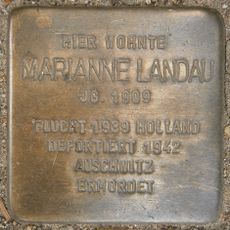 HIER WOHNTE
MARIANNE LANDAU
JG. 1909
FLUCHT 1939 HOLLAND
DEPORTIERT 1942
AUSCHWITZ
ERMORDET